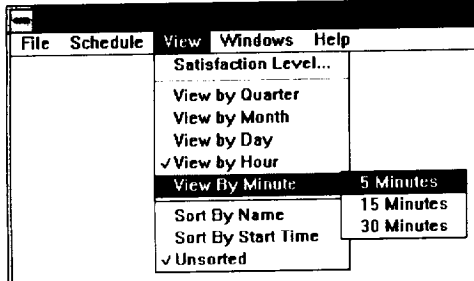 File Schedule View Windows Help
Satisfaction Level...
View by Quarter
View by Month
View by Day
✓View by Hour
View By Minute
5 Minutes
15 Minutes
30 Minutes
Sort By Name
Sort By Start Time
✓Unsorted